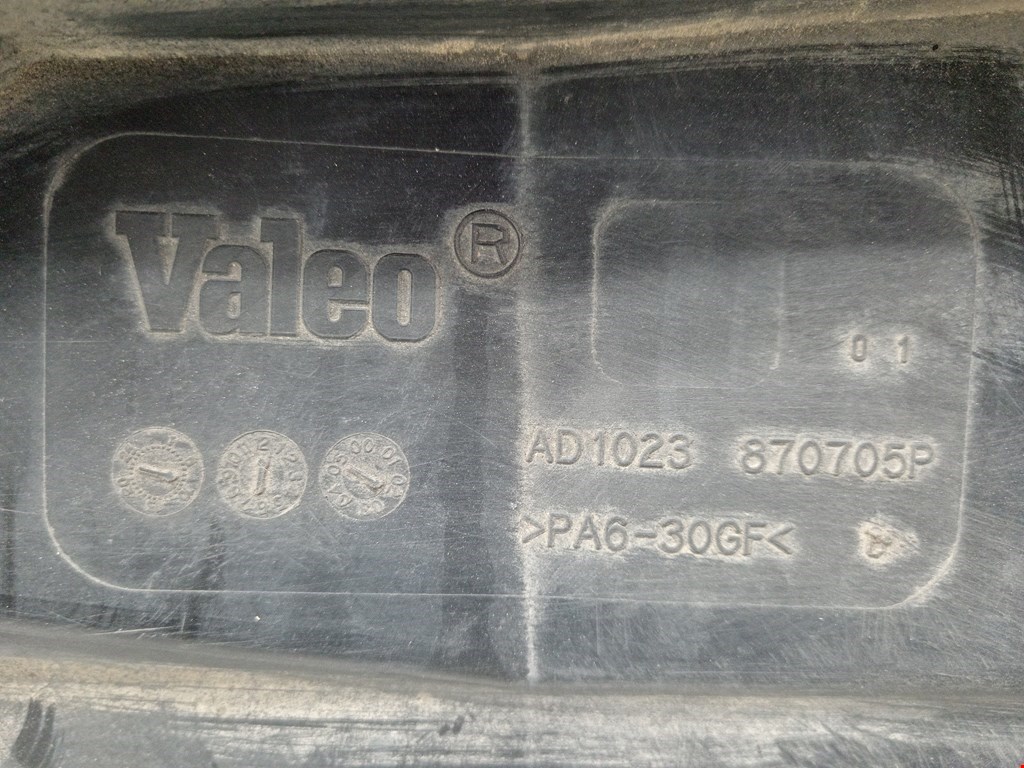 Valeo®
0 1
AD1023 870705P
>PA6-30GF<